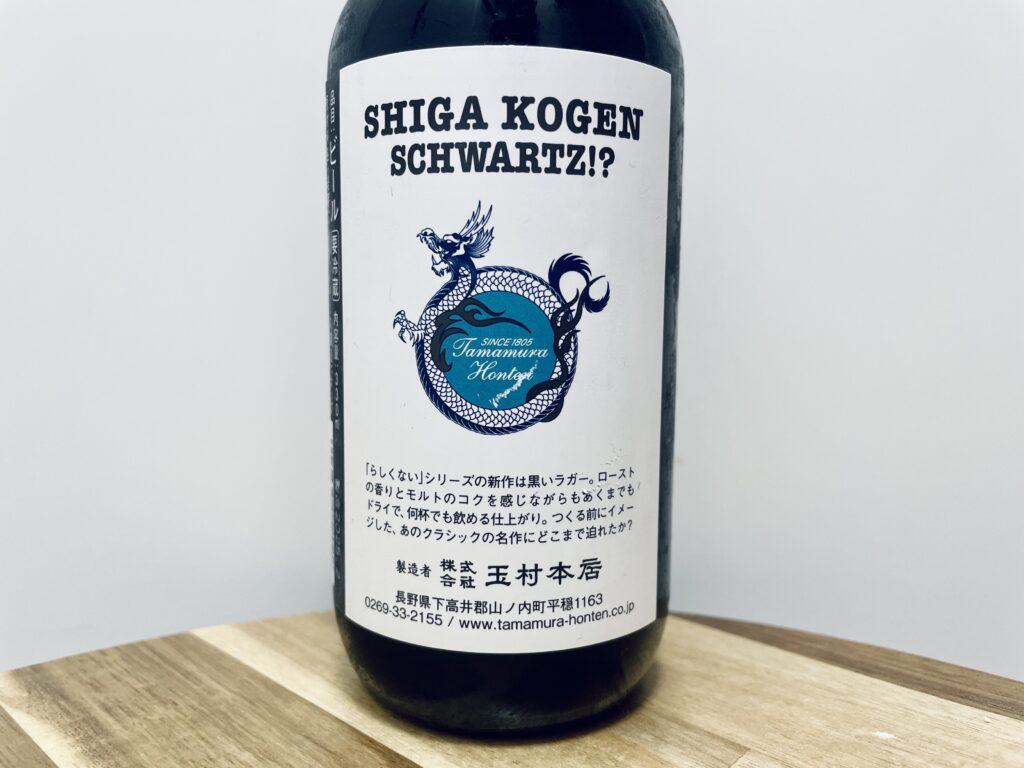 SHIGA KOGEN
SCHWARTZ!?
SINCE 1805
Tamamura
Honten
「らしくない」シリーズの新作は黒いラガー。ロースト
の香りとモルトのコクを感じながらもあくまでも
ドライで、何杯でも飲める仕上がり。つくる前にイメー
ジした、あのクラシックの名作にどこまで迫れたか?
製造者 株式会社 玉村本店
長野県下高井郡山ノ内町平穏1163
0269-33-2155 / www.tamamura-honten.co.jp
品目:ビール